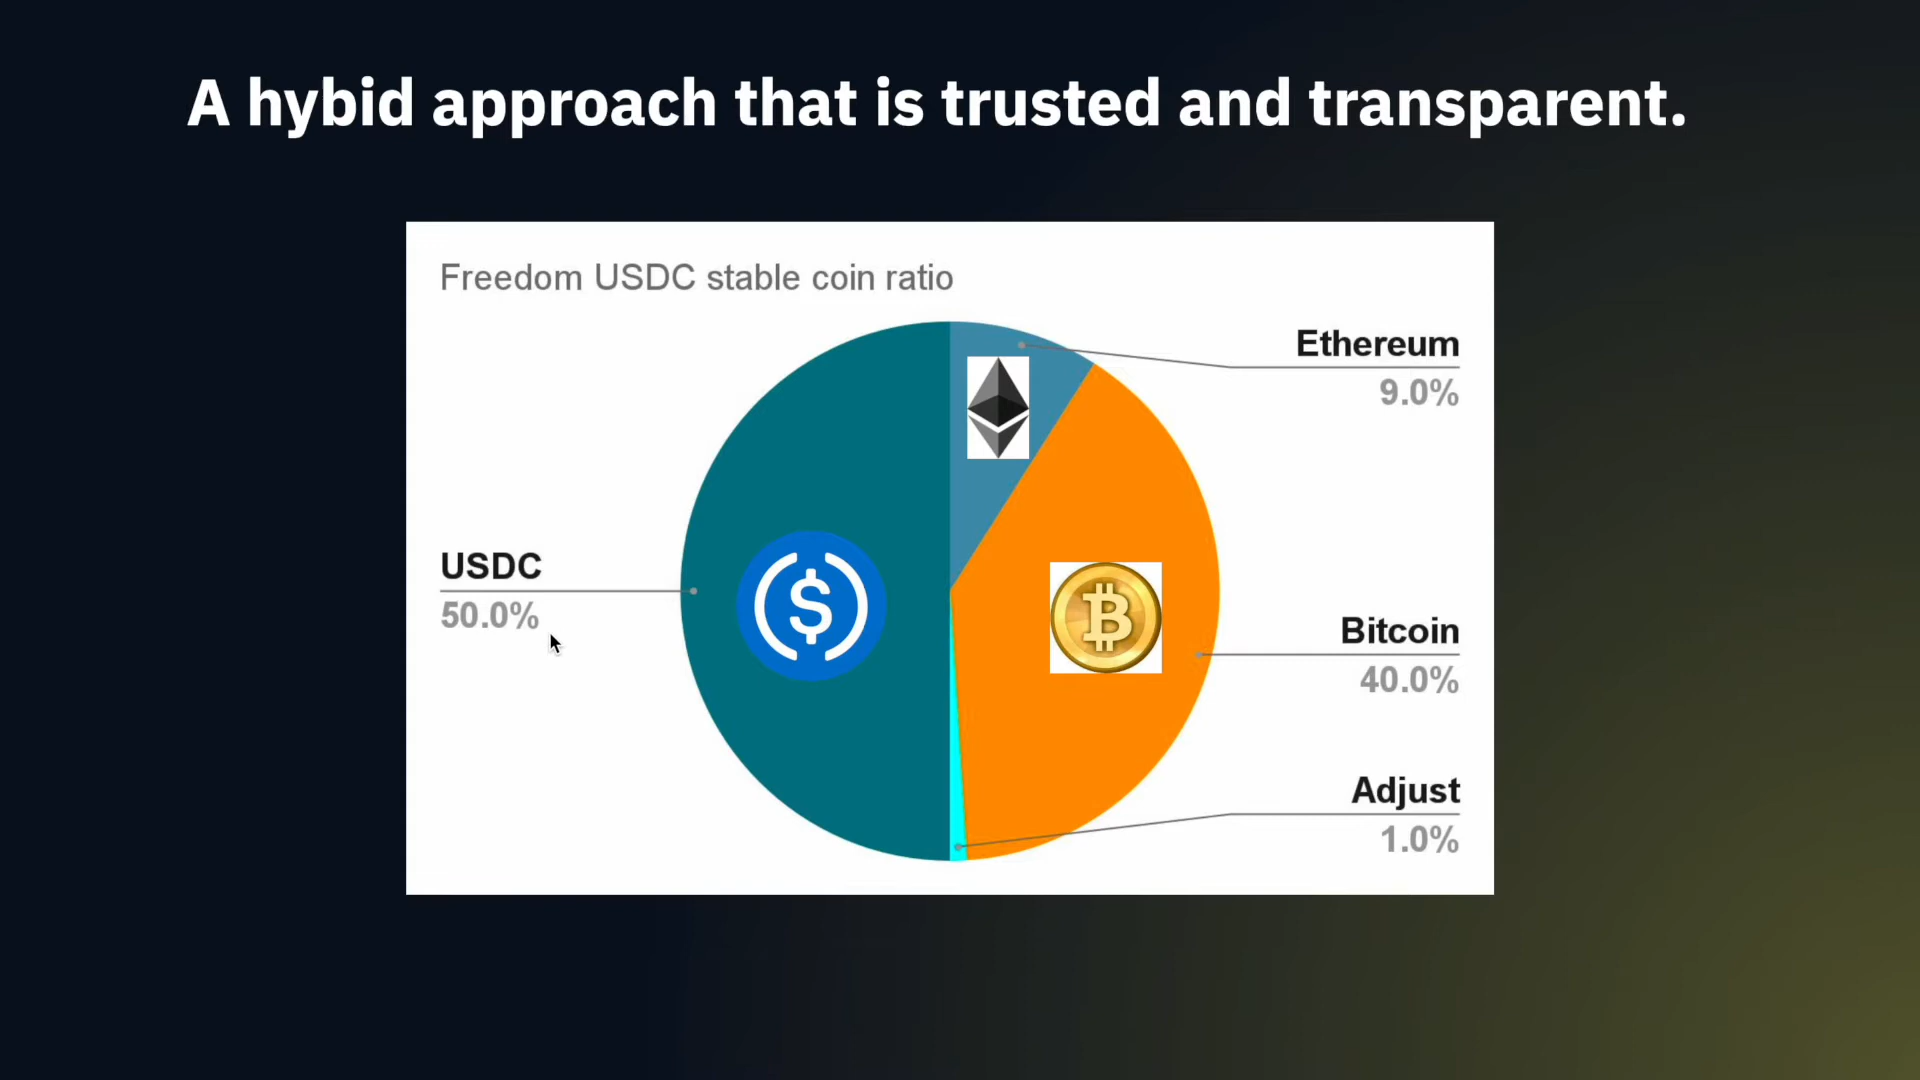 A hybid approach that is trusted and transparent.
Freedom USDC stable coin ratio
Ethereum
9.0%
USDC
50.0%
Bitcoin
40.0%
Adjust
1.0%